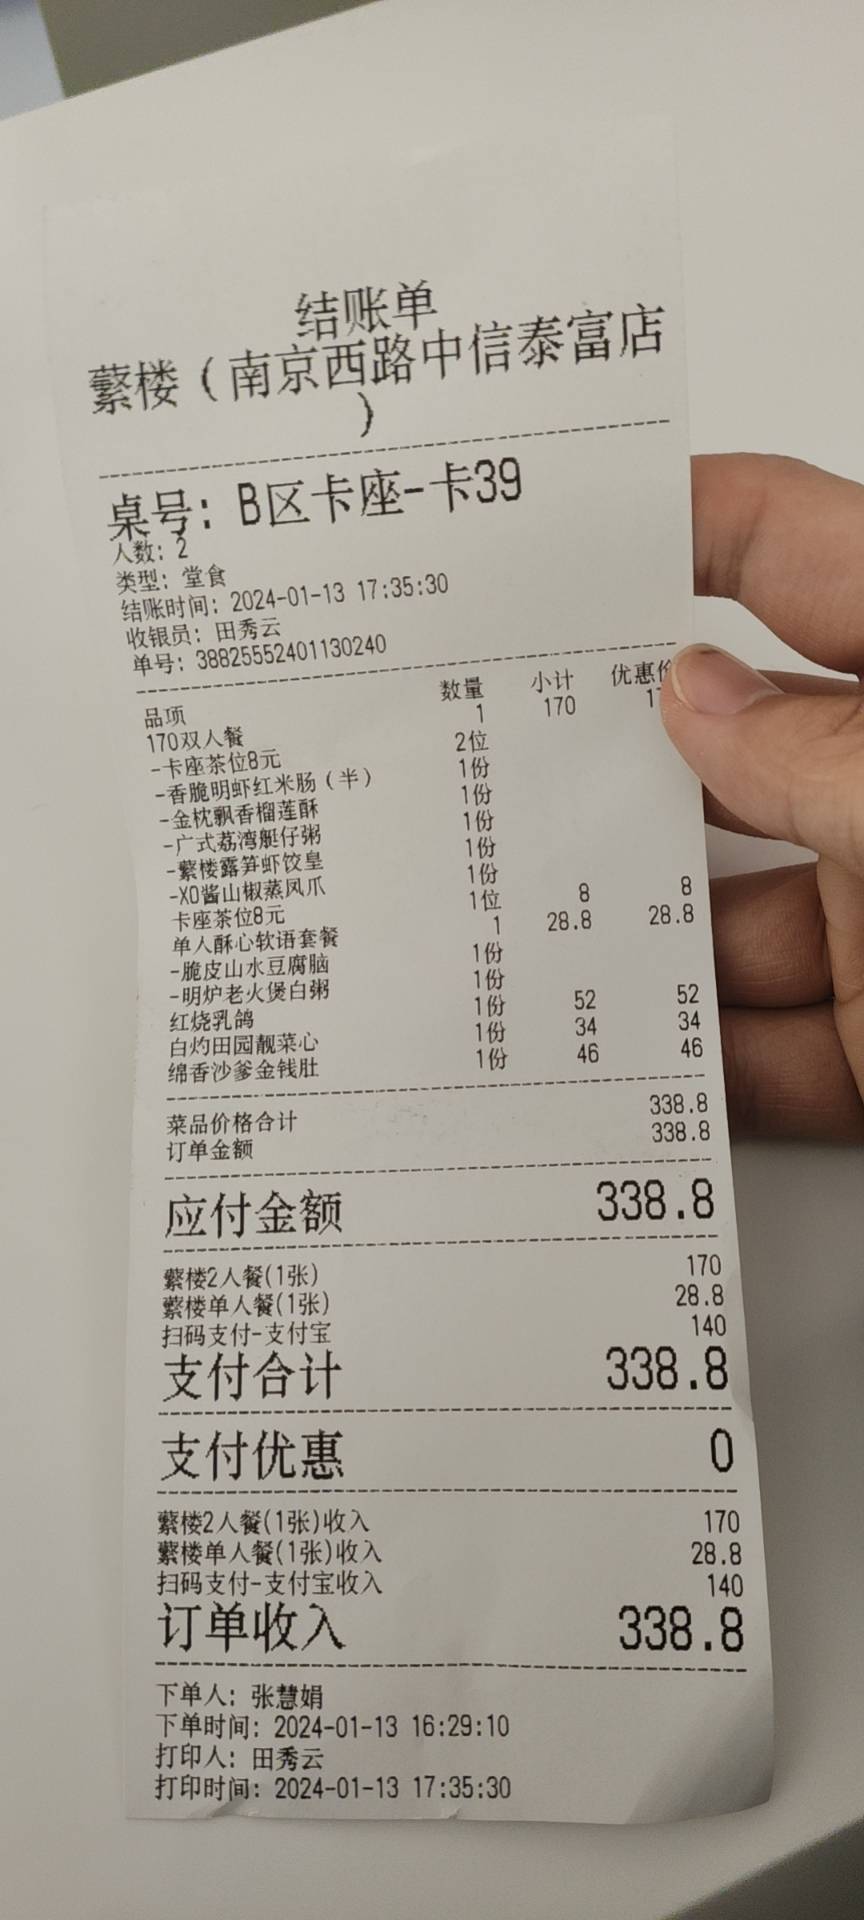 结账单
蘩楼（南京西路中信泰富店
）
桌号: B区卡座-卡39
人数: 2
类型: 堂食
结账时间: 2024-01-13 17:35:30
收银员: 田秀云
单号: 38825552401130240
品项 数量 小计 优惠
170双人餐 1 170
-卡座茶位8元 2位
-香脆明虾红米肠（半） 1份
-金枕飘香榴莲酥 1份
-广式荔湾艇仔粥 1份
-蘩楼露笋虾饺皇 1份
-XO酱山椒蒸凤爪 1份
卡座茶位8元 1位 8 8
单人酥心软语套餐 1 28.8 28.8
-脆皮山水豆腐脑 1份
-明炉老火煲白粥 1份
红烧乳鸽 1份 52 52
白灼田园靓菜心 1份 34 34
绵香沙爹金钱肚 1份 46 46
菜品价格合计 338.8
订单金额 338.8
应付金额 338.8
蘩楼2人餐(1张) 170
蘩楼单人餐(1张) 28.8
扫码支付-支付宝 140
支付合计 338.8
支付优惠 0
蘩楼2人餐(1张)收入 170
蘩楼单人餐(1张)收入 28.8
扫码支付-支付宝收入 140
订单收入 338.8
下单人: 张慧娟
下单时间: 2024-01-13 16:29:10
打印人: 田秀云
打印时间: 2024-01-13 17:35:30